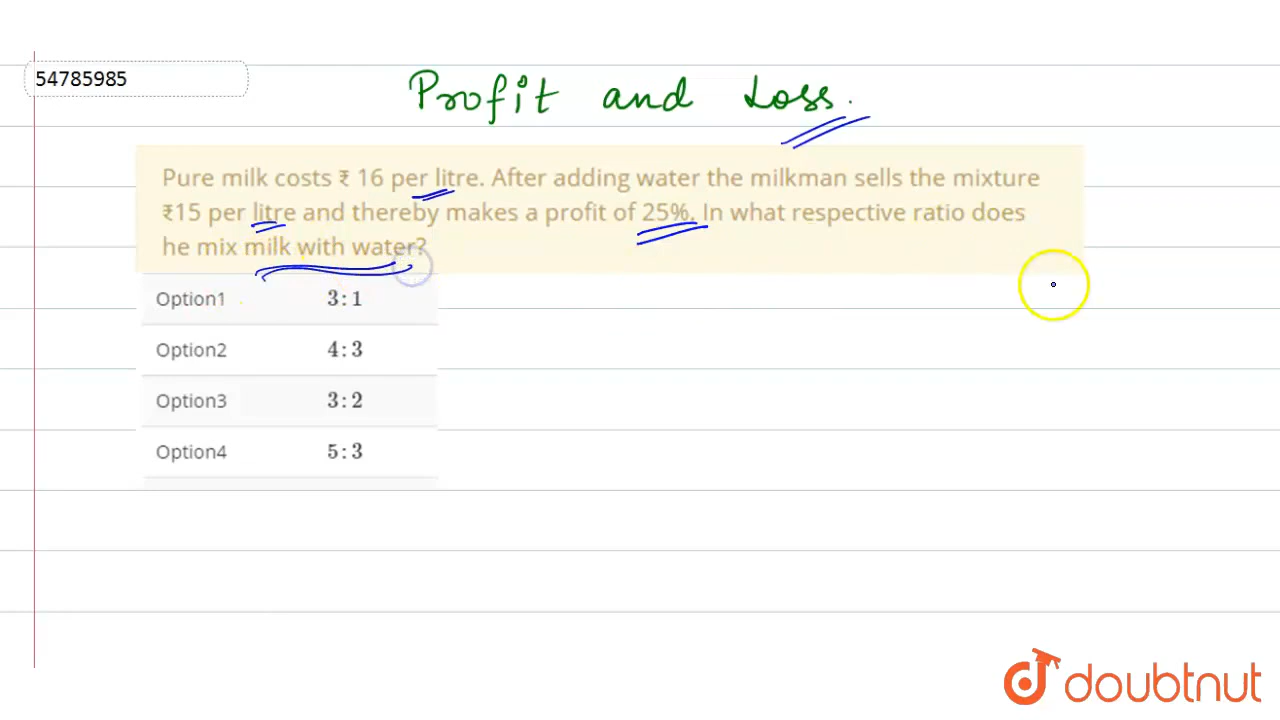 54785985
Profit and Loss.
Pure milk costs ₹ 16 per litre. After adding water the milkman sells the mixture
₹15 per litre and thereby makes a profit of 25%. In what respective ratio does
he mix milk with water?
Option1 3 : 1
Option2 4 : 3
Option3 3 : 2
Option4 5 : 3
doubtnut